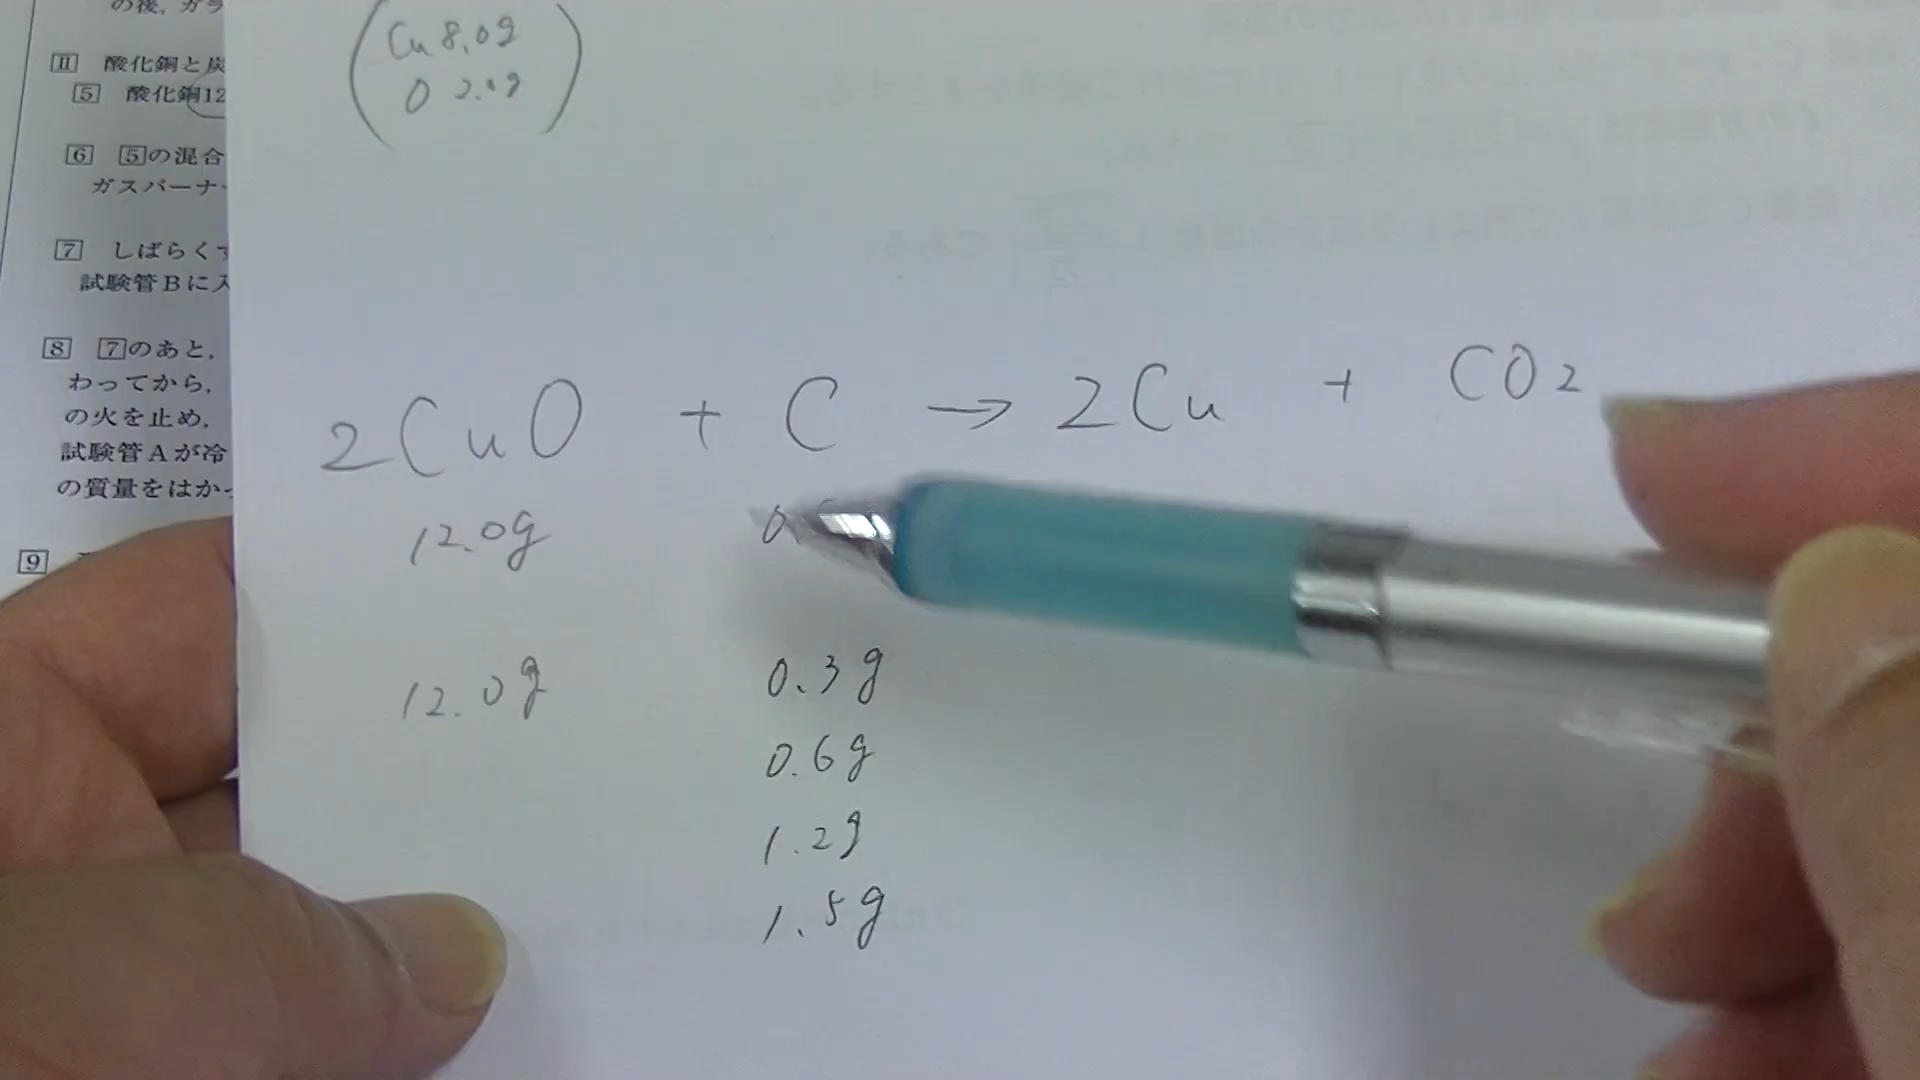 の後, ガラ
Ⅱ 酸化銅と炭
5 酸化銅12
6 5の混合
ガスバーナ
7 しばらくす
試験管Bに入
8 7のあと,
わってから,
の火を止め,
試験管Aが冷
の質量をはか
9
Cu 8.0g
O 2.0g
2CuO + C → 2Cu + CO2
12.0g 0.
12.0g 0.3g
0.6g
1.2g
1.5g